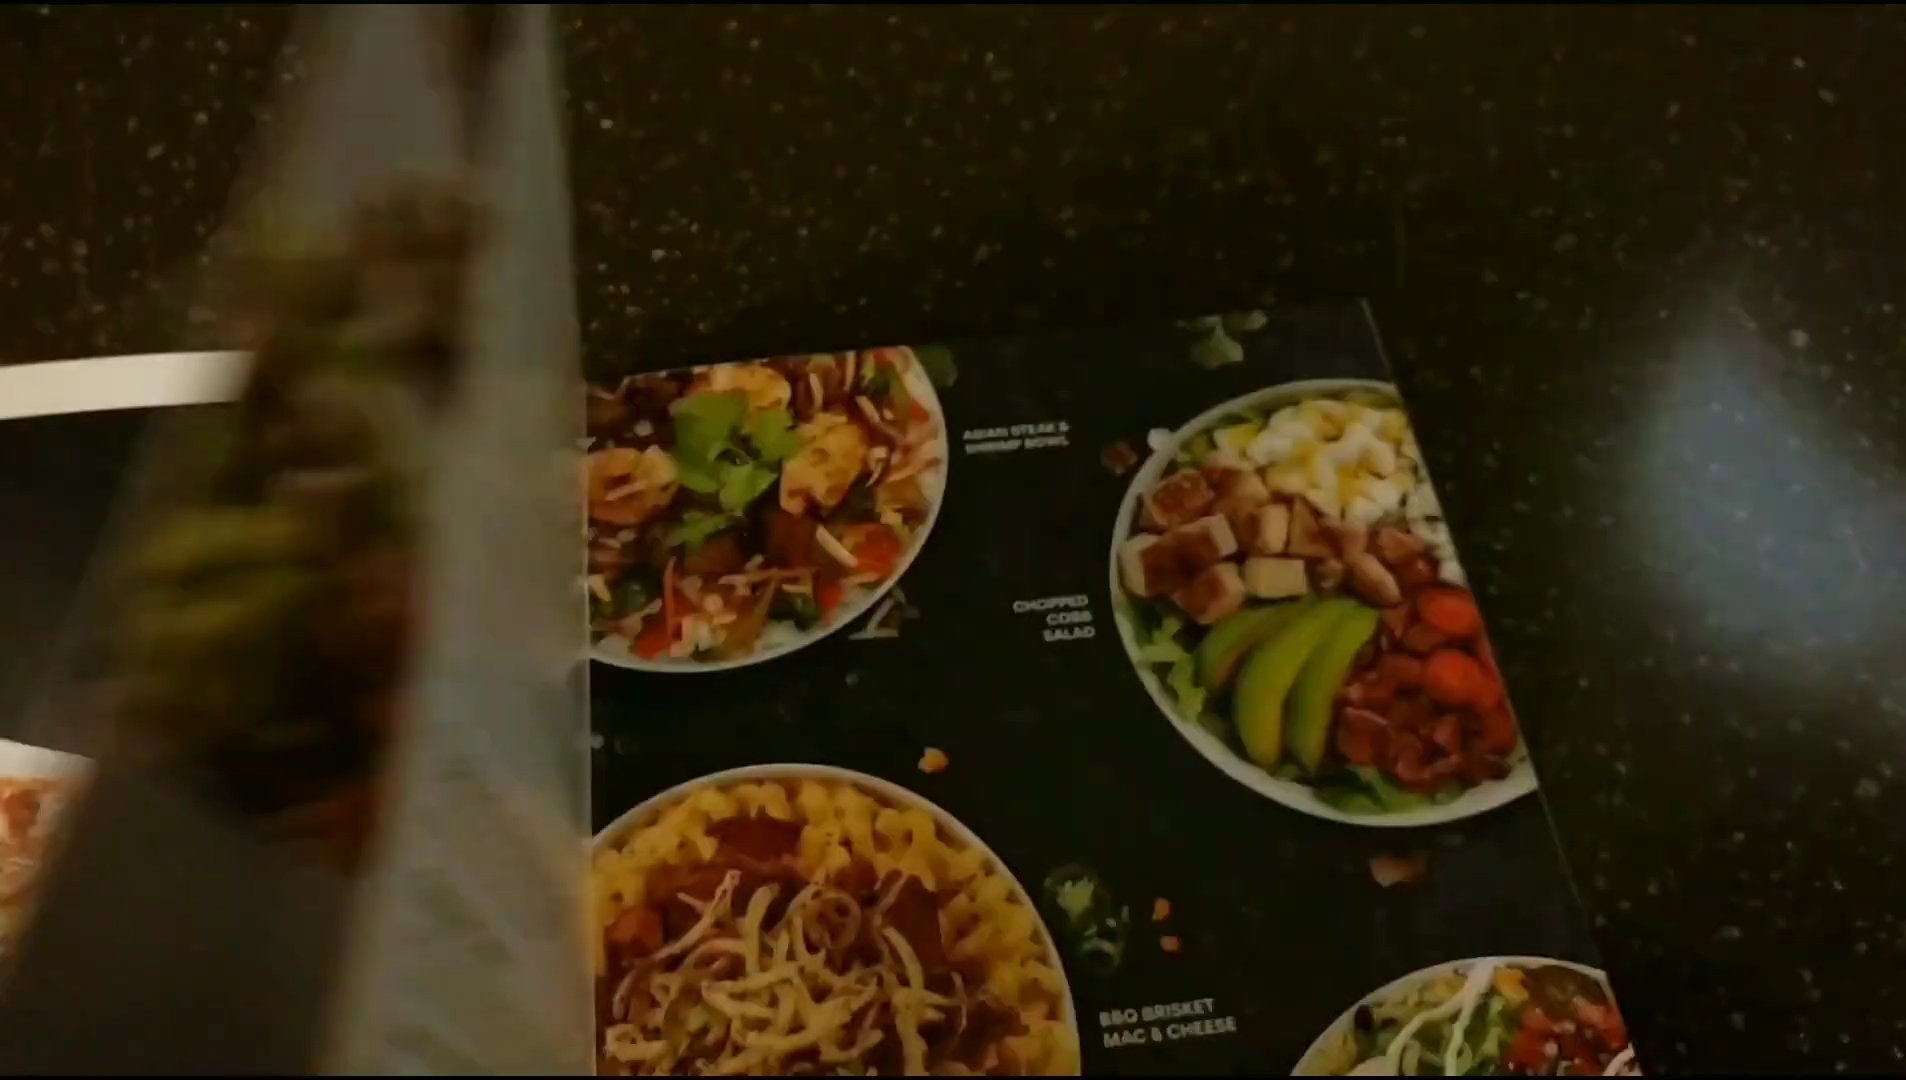 ASIAN STEAK &
SHRIMP BOWL
CHOPPED
COBB
SALAD
BBQ BRISKET
MAC & CHEESE